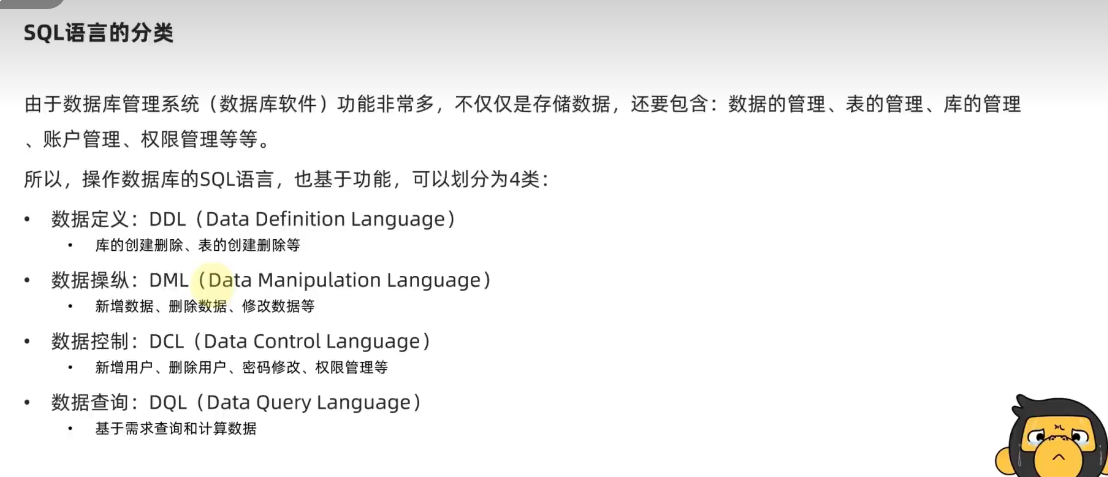 SQL语言的分类
由于数据库管理系统（数据库软件）功能非常多，不仅仅是存储数据，还要包含：数据的管理、表的管理、库的管理
、账户管理、权限管理等等。
所以，操作数据库的SQL语言，也基于功能，可以划分为4类：
• 数据定义：DDL（Data Definition Language）
• 库的创建删除、表的创建删除等
• 数据操纵：DML（Data Manipulation Language）
• 新增数据、删除数据、修改数据等
• 数据控制：DCL（Data Control Language）
• 新增用户、删除用户、密码修改、权限管理等
• 数据查询：DQL（Data Query Language）
• 基于需求查询和计算数据